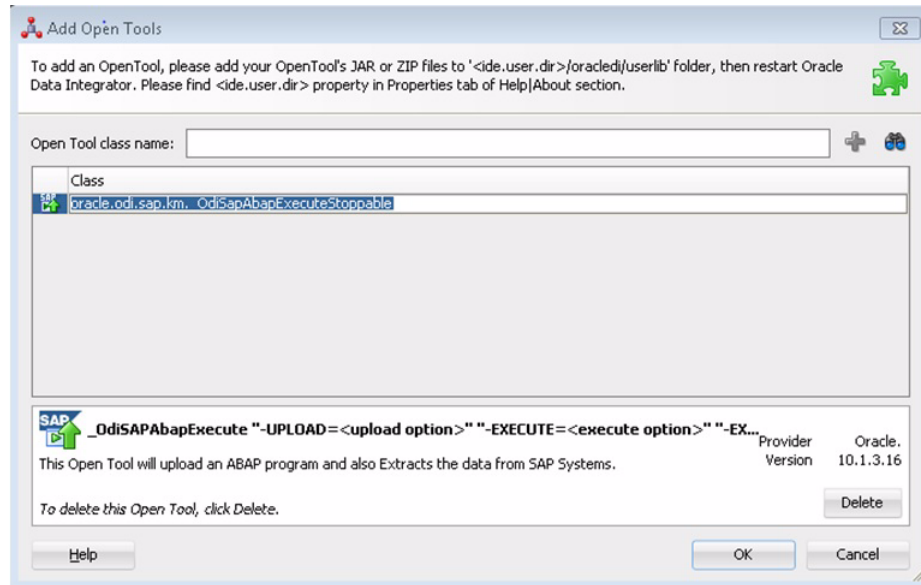 Add Open Tools
To add an OpenTool, please add your OpenTool's JAR or ZIP files to '<ide.user.dir>/oracledi/userlib' folder, then restart Oracle
Data Integrator. Please find <ide.user.dir> property in Properties tab of Help|About section.
Open Tool class name:
Class
SAP oracle.odi.sap.km._OdiSapAbapExecuteStoppable
SAP _OdiSAPAbapExecute "-UPLOAD=<upload option>" "-EXECUTE=<execute option>" "-EX...
Provider Oracle.
This Open Tool will upload an ABAP program and also Extracts the data from SAP Systems.
Version 10.1.3.16
To delete this Open Tool, click Delete.
Delete
Help
OK
Cancel